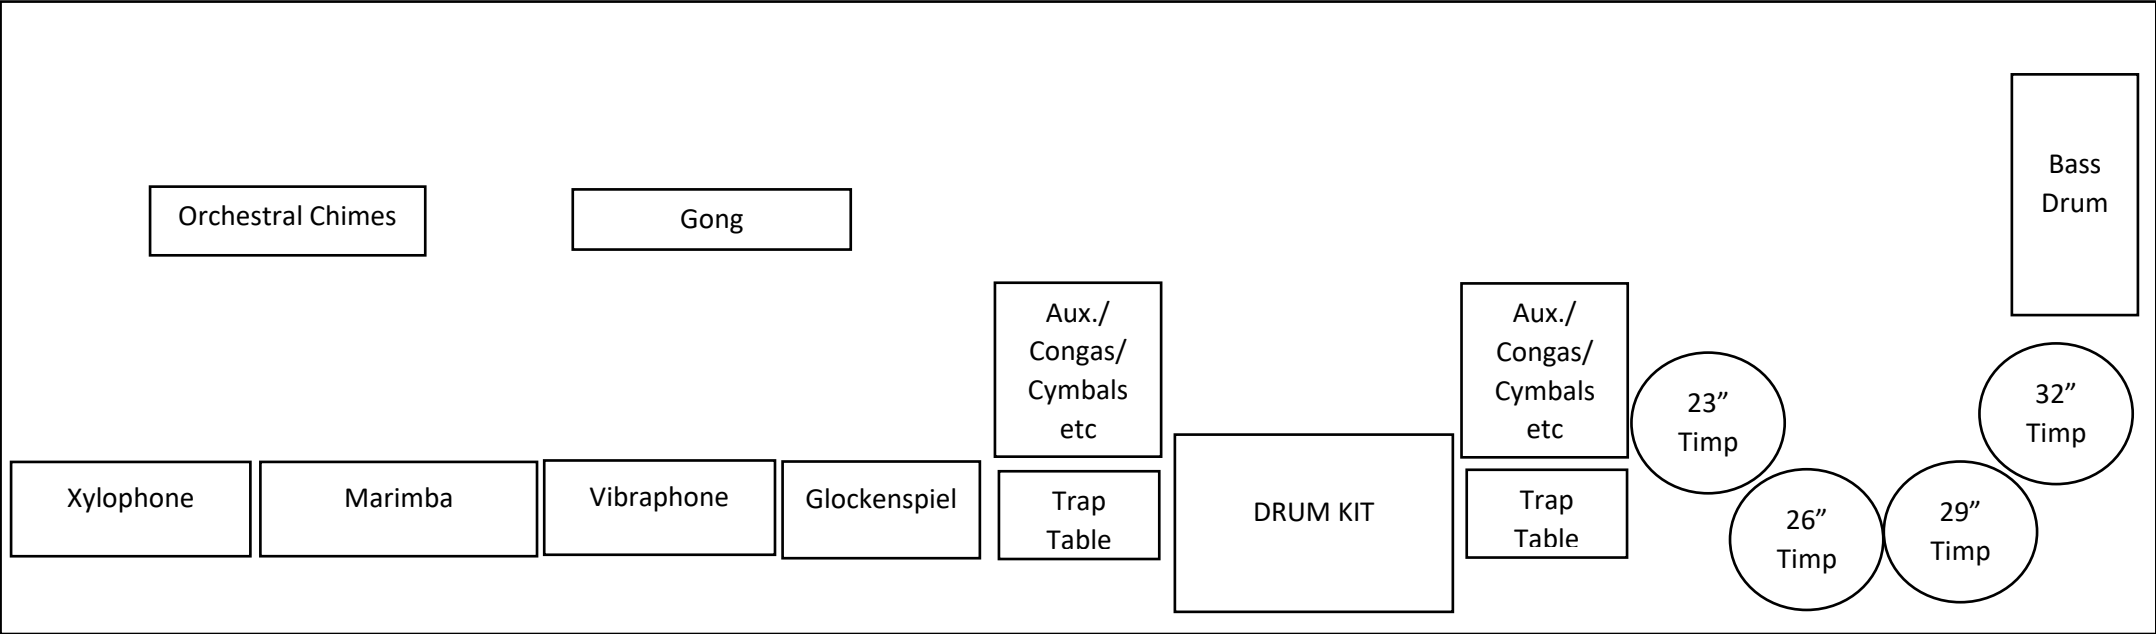 Orchestral Chimes
Gong
Bass
Drum
Aux./
Congas/
Cymbals
etc
Aux./
Congas/
Cymbals
etc
23”
Timp
32”
Timp
Xylophone
Marimba
Vibraphone
Glockenspiel
Trap
Table
DRUM KIT
Trap
Table
26”
Timp
29”
Timp